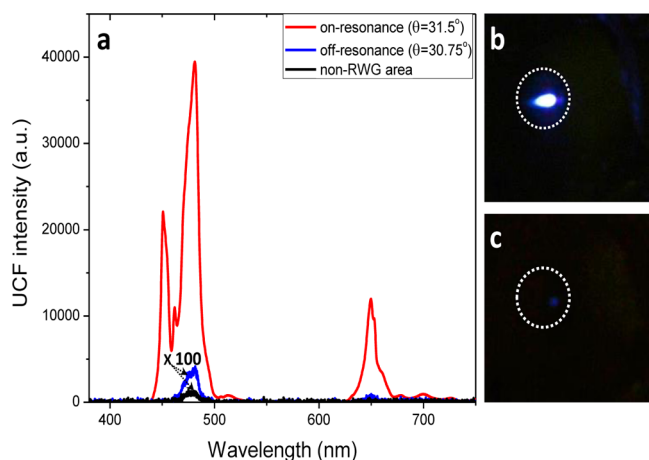 a
on-resonance (θ=31.5°)
off-resonance (θ=30.75°)
non-RWG area
UCF intensity (a.u.)
40000
30000
20000
10000
0
X 100
400
500
600
700
Wavelength (nm)
b
c